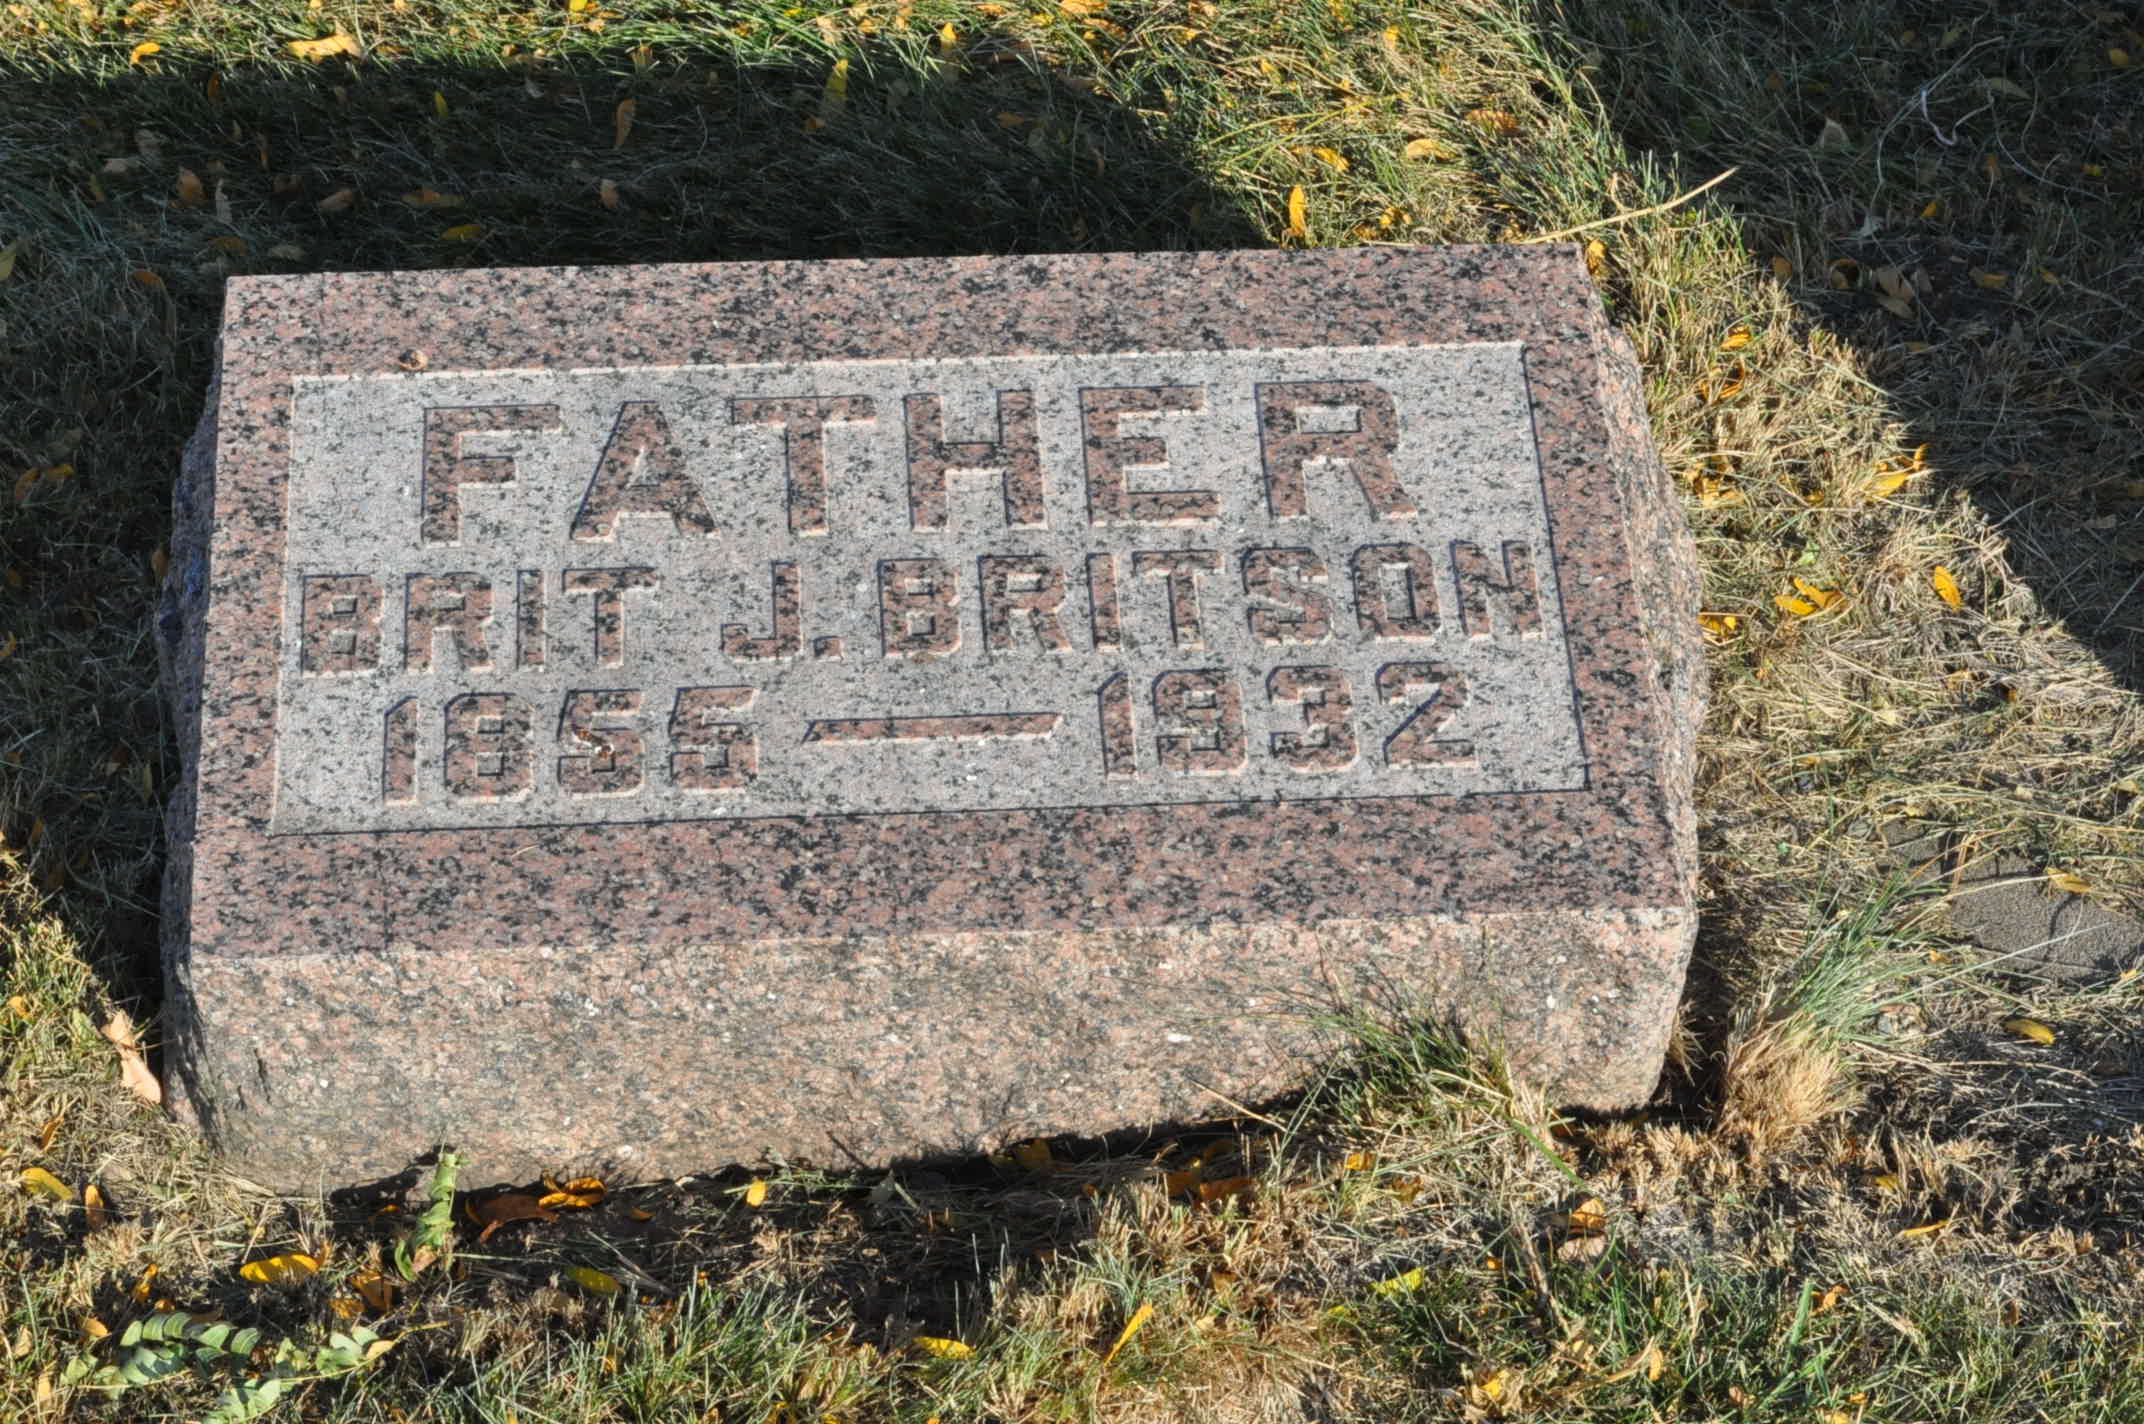 FATHER
BRIT J. BRITSON
1855 — 1932